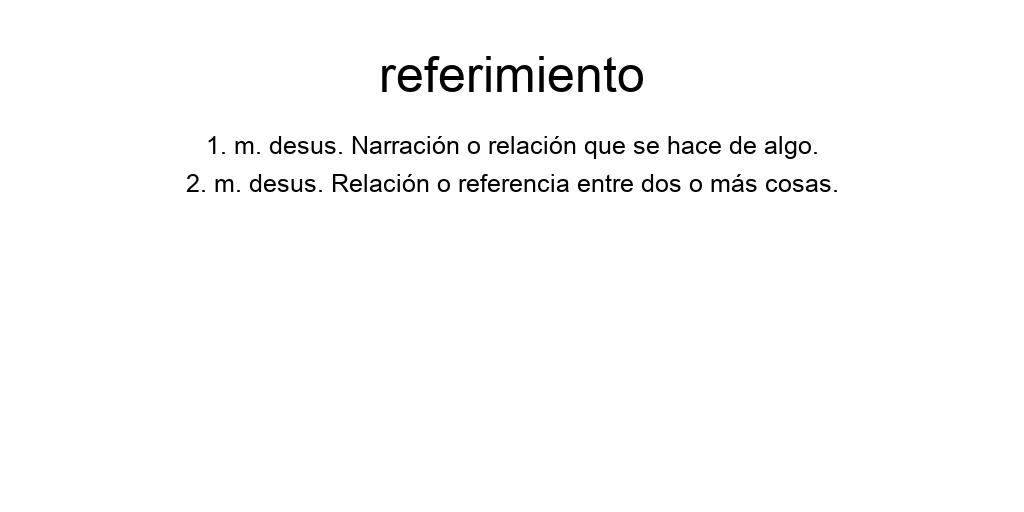 referimiento
1. m. desus. Narración o relación que se hace de algo.
2. m. desus. Relación o referencia entre dos o más cosas.